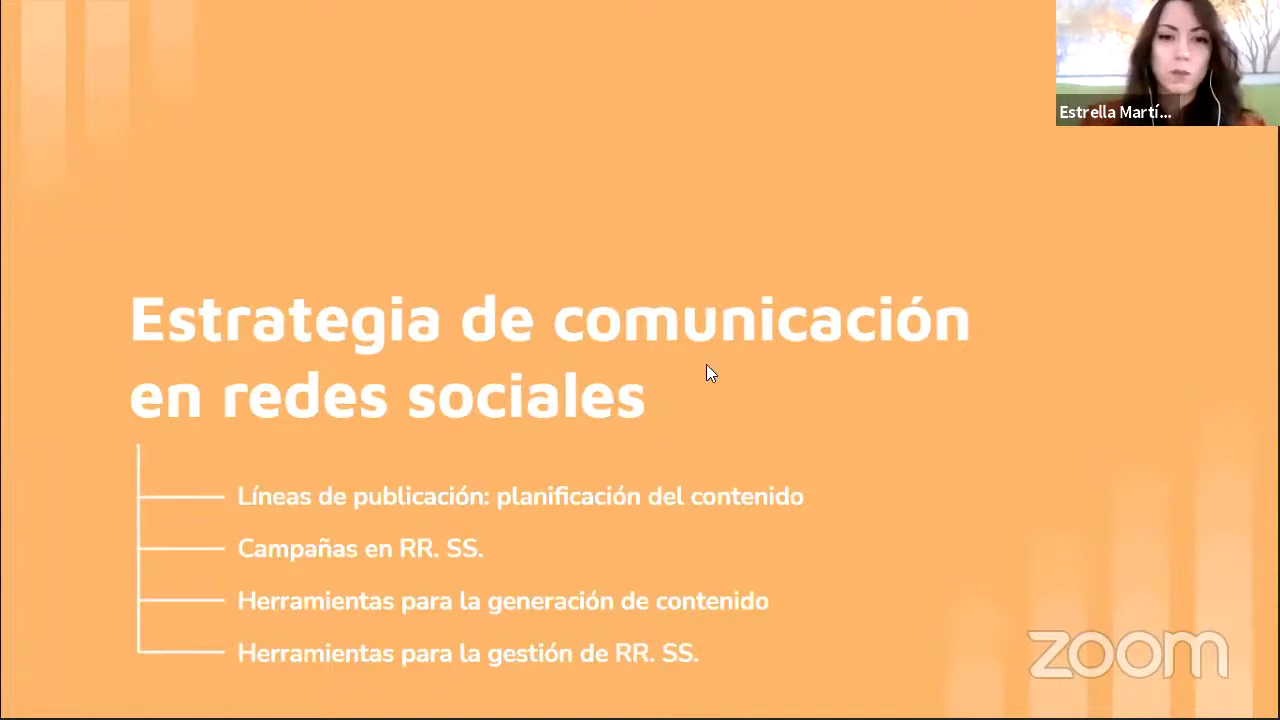 Estrella Martí...
Estrategia de comunicación
en redes sociales
Líneas de publicación: planificación del contenido
Campañas en RR. SS.
Herramientas para la generación de contenido
Herramientas para la gestión de RR. SS.
zoom